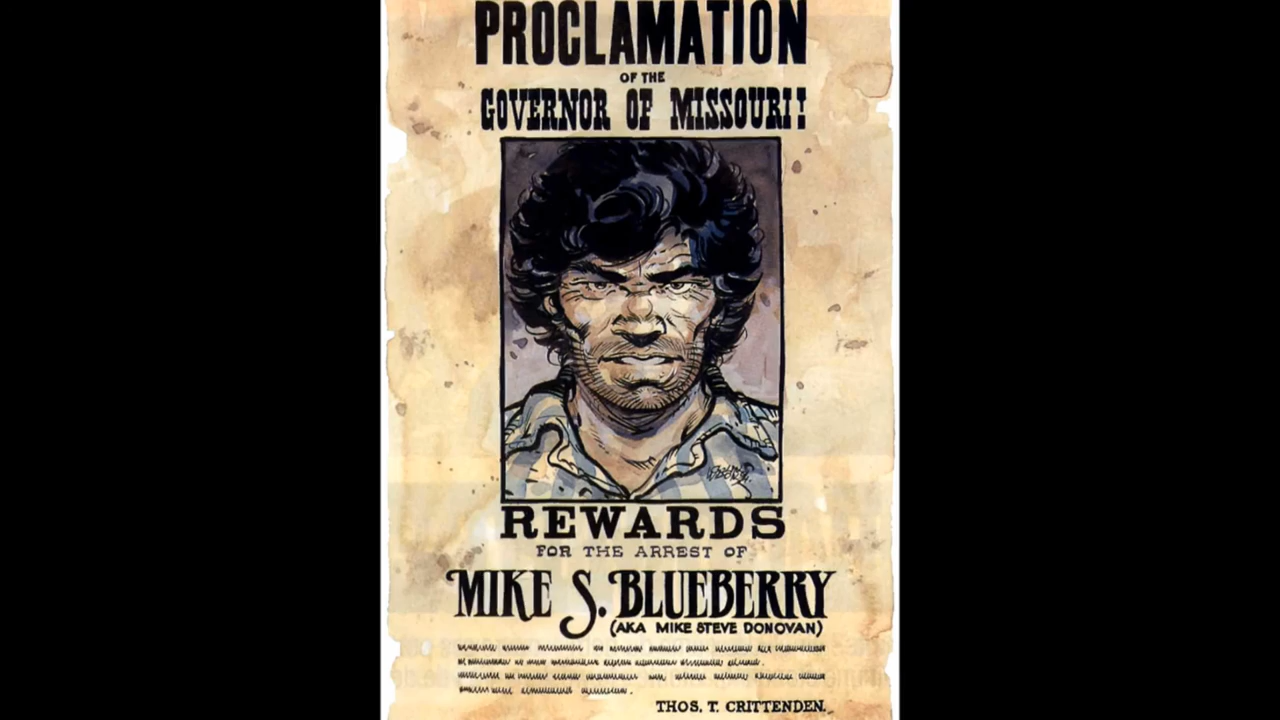 PROCLAMATION
OF THE
GOVERNOR OF MISSOURI!
REWARDS
FOR THE ARREST OF
MIKE S. BLUEBERRY
(AKA MIKE STEVE DONOVAN)
THOS. T. CRITTENDEN.